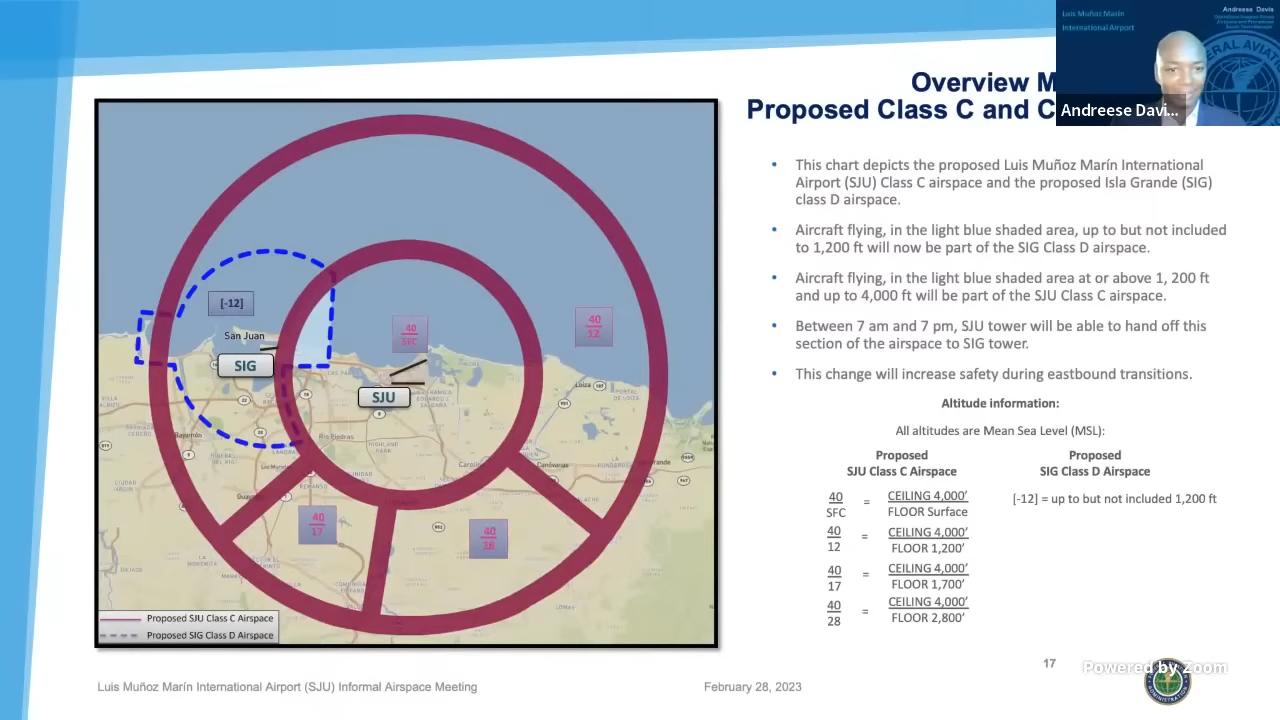 Luis Muñoz Marín
International Airport
Andreese Davis
Andreese Davi...
Overview M
Proposed Class C and C
• This chart depicts the proposed Luis Muñoz Marín International
Airport (SJU) Class C airspace and the proposed Isla Grande (SIG)
class D airspace.
• Aircraft flying, in the light blue shaded area, up to but not included
to 1,200 ft will now be part of the SIG Class D airspace.
• Aircraft flying, in the light blue shaded area at or above 1, 200 ft
and up to 4,000 ft will be part of the SJU Class C airspace.
• Between 7 am and 7 pm, SJU tower will be able to hand off this
section of the airspace to SIG tower.
• This change will increase safety during eastbound transitions.
Altitude information:
All altitudes are Mean Sea Level (MSL):
Proposed
SJU Class C Airspace
40
SFC
=
CEILING 4,000’
FLOOR Surface
40
12
=
CEILING 4,000’
FLOOR 1,200’
40
17
=
CEILING 4,000’
FLOOR 1,700’
40
28
=
CEILING 4,000’
FLOOR 2,800’
Proposed
SIG Class D Airspace
[-12] = up to but not included 1,200 ft
[-12]
San Juan
SIG
40
SFC
SJU
40
12
Loiza
Rio Piedras
HIGHLAND
PARK
Bayamón
40
17
40
Proposed SJU Class C Airspace
Proposed SIG Class D Airspace
Luis Muñoz Marín International Airport (SJU) Informal Airspace Meeting
February 28, 2023
17
Powered by Zoom